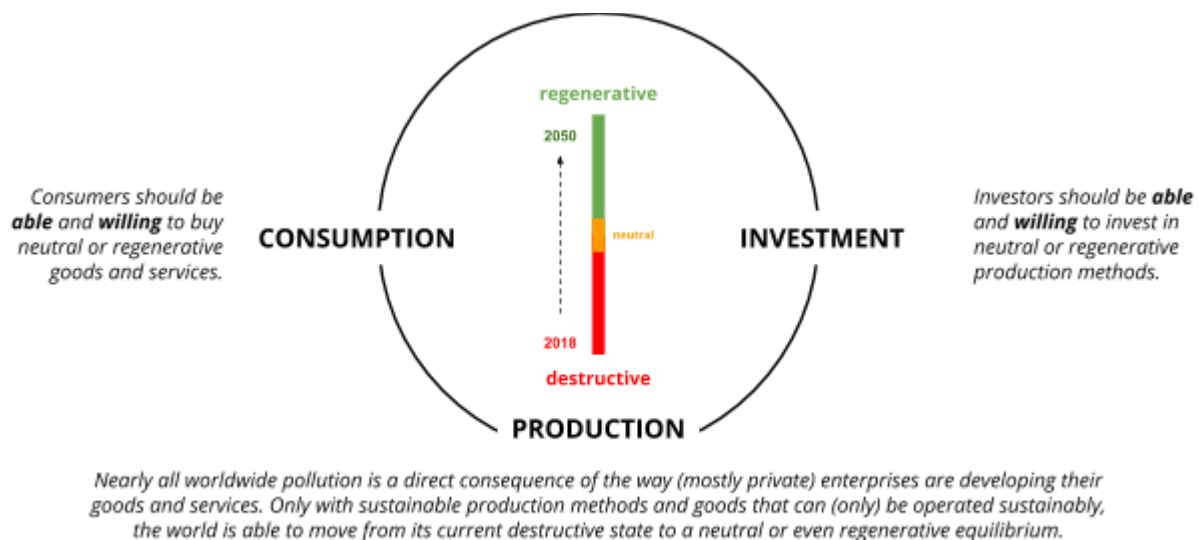 regenerative
2050
Consumers should be
able and willing to buy
neutral or regenerative
goods and services.
CONSUMPTION
neutral
INVESTMENT
Investors should be able
and willing to invest in
neutral or regenerative
production methods.
2018
destructive
PRODUCTION
Nearly all worldwide pollution is a direct consequence of the way (mostly private) enterprises are developing their
goods and services. Only with sustainable production methods and goods that can (only) be operated sustainably,
the world is able to move from its current destructive state to a neutral or even regenerative equilibrium.